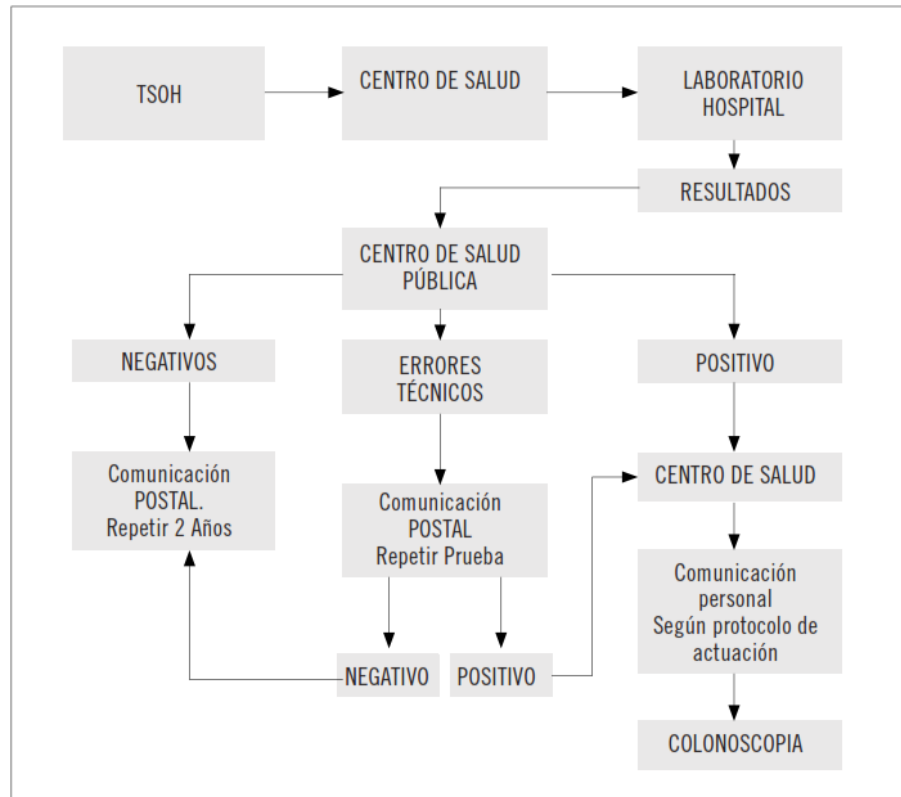 TSOH
CENTRO DE SALUD
LABORATORIO
HOSPITAL
RESULTADOS
CENTRO DE SALUD
PÚBLICA
NEGATIVOS
ERRORES
TÉCNICOS
POSITIVO
Comunicación
POSTAL.
Repetir 2 Años
Comunicación
POSTAL
Repetir Prueba
CENTRO DE SALUD
Comunicación
personal
Según protocolo de
actuación
NEGATIVO
POSITIVO
COLONOSCOPIA